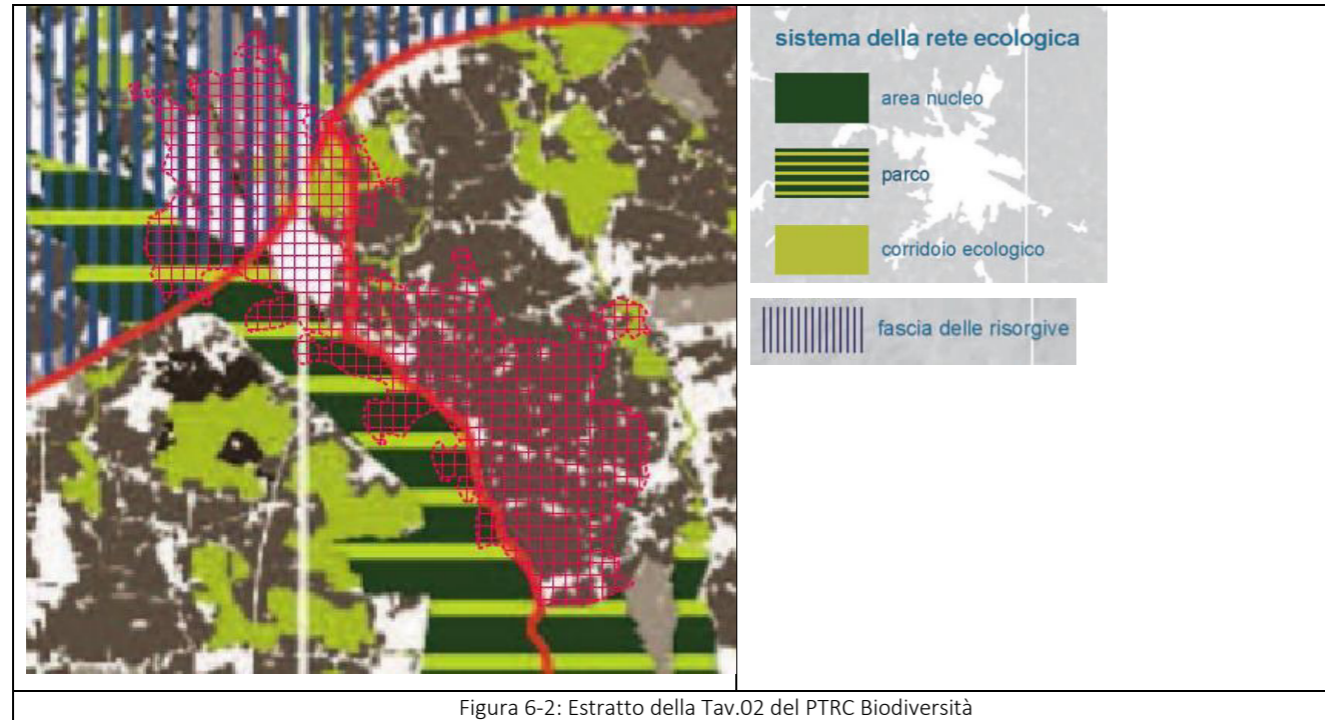 sistema della rete ecologica
area nucleo
parco
corridoio ecologico
fascia delle risorgive
Figura 6-2: Estratto della Tav.02 del PTRC Biodiversità